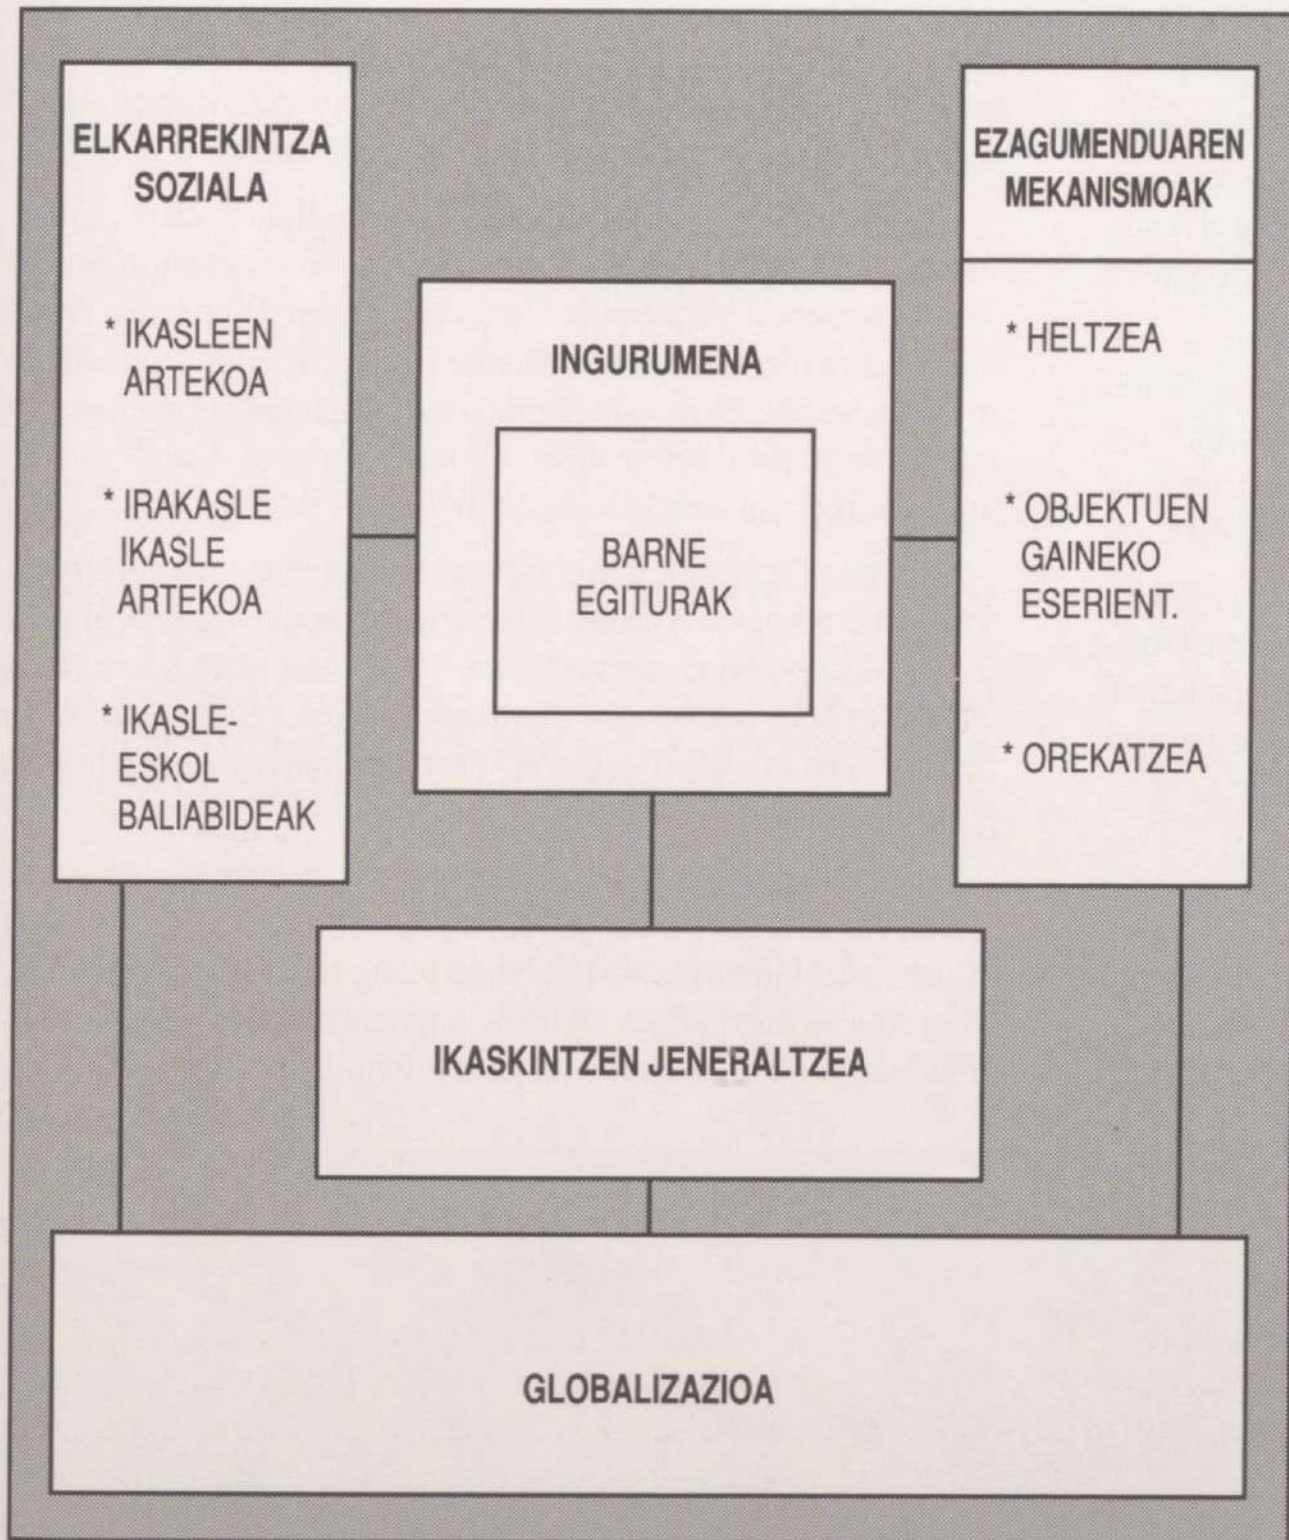 ELKARREKINTZA
SOZIALA
* IKASLEEN
ARTEKOA
* IRAKASLE
IKASLE
ARTEKOA
* IKASLE-
ESKOL
BALIABIDEAK
INGURUMENA
BARNE
EGITURAK
EZAGUMENDUAREN
MEKANISMOAK
* HELTZEA
* OBJEKTUEN
GAINEKO
ESERIENT.
* OREKATZEA
IKASKINTZEN JENERALTZEA
GLOBALIZAZIOA